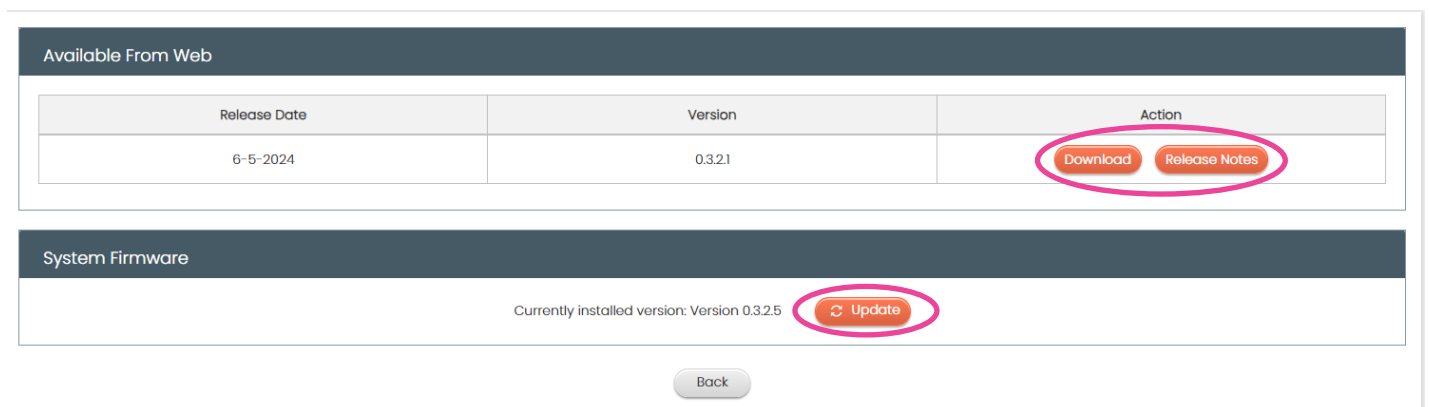 Available From Web
Release Date Version Action
6-5-2024 0.3.2.1 Download Release Notes
System Firmware
Currently installed version: Version 0.3.2.5 Update
Back